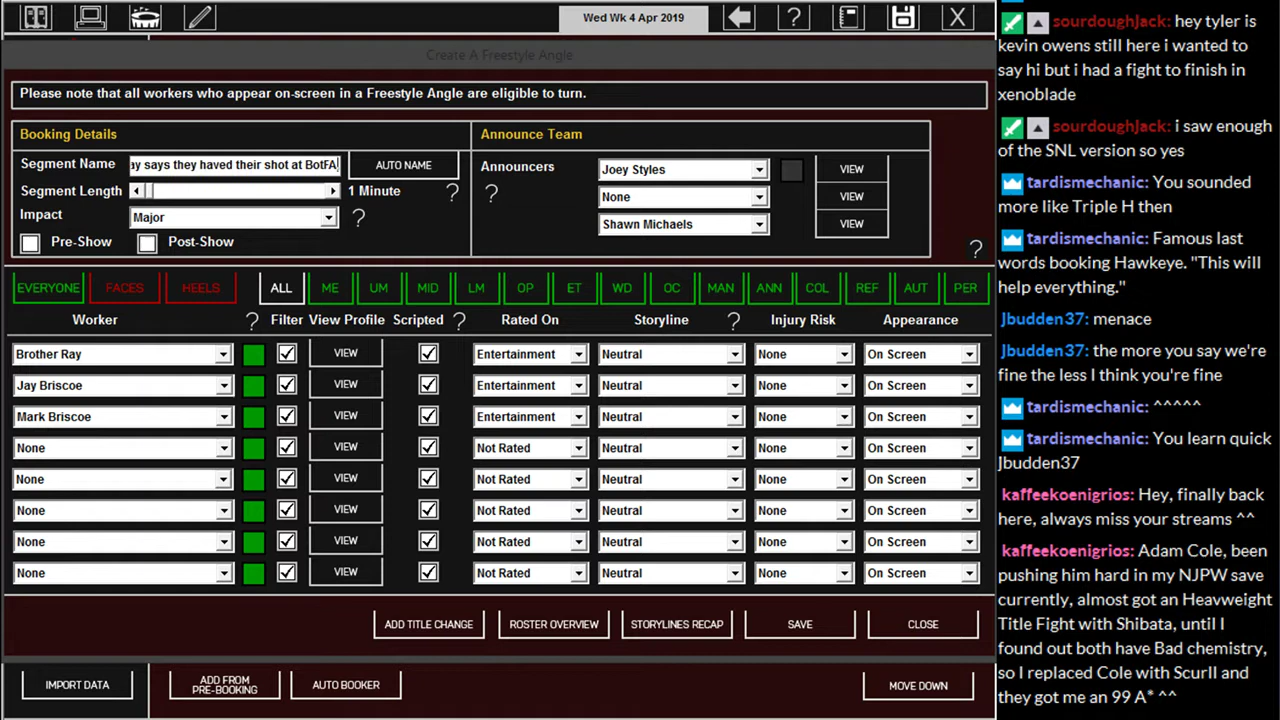 Wed Wk 4 Apr 2019
?
X
Create A Freestyle Angle
Please note that all workers who appear on-screen in a Freestyle Angle are eligible to turn.
Booking Details
Segment Name ay says they haved their shot at BotFA AUTO NAME
Segment Length 1 Minute ?
Impact Major ?
Pre-Show Post-Show
Announce Team
Announcers Joey Styles VIEW
? None VIEW
Shawn Michaels VIEW
?
EVERYONE FACES HEELS ALL ME UM MID LM OP ET WD OC MAN ANN COL REF AUT PER
Worker ? Filter View Profile Scripted ? Rated On Storyline ? Injury Risk Appearance
Brother Ray VIEW Entertainment Neutral None On Screen
Jay Briscoe VIEW Entertainment Neutral None On Screen
Mark Briscoe VIEW Entertainment Neutral None On Screen
None VIEW Not Rated Neutral None On Screen
None VIEW Not Rated Neutral None On Screen
None VIEW Not Rated Neutral None On Screen
None VIEW Not Rated Neutral None On Screen
None VIEW Not Rated Neutral None On Screen
ADD TITLE CHANGE ROSTER OVERVIEW STORYLINES RECAP SAVE CLOSE
IMPORT DATA ADD FROM PRE-BOOKING AUTO BOOKER MOVE DOWN
sourdoughJack: hey tyler is
kevin owens still here i wanted to
say hi but i had a fight to finish in
xenoblade
sourdoughJack: i saw enough
of the SNL version so yes
tardismechanic: You sounded
more like Triple H then
tardismechanic: Famous last
words booking Hawkeye. "This will
help everything."
Jbudden37: menace
Jbudden37: the more you say we're
fine the less I think you're fine
tardismechanic: ^^^^^
tardismechanic: You learn quick
Jbudden37
kaffeekoenigrios: Hey, finally back
here, always miss your streams ^^
kaffeekoenigrios: Adam Cole, been
pushing him hard in my NJPW save
currently, almost got an Heavweight
Title Fight with Shibata, until I
found out both have Bad chemistry,
so I replaced Cole with Scurll and
they got me an 99 A* ^^